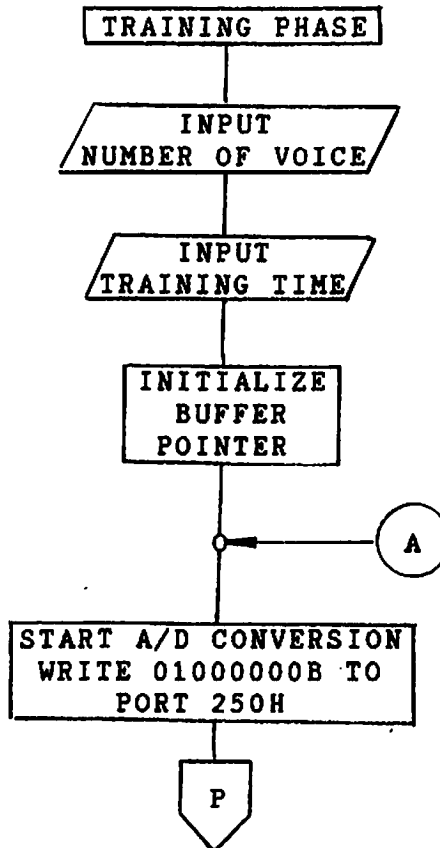 TRAINING PHASE
INPUT
NUMBER OF VOICE
INPUT
TRAINING TIME
INITIALIZE
BUFFER
POINTER
A
START A/D CONVERSION
WRITE 01000000B TO
PORT 250H
P